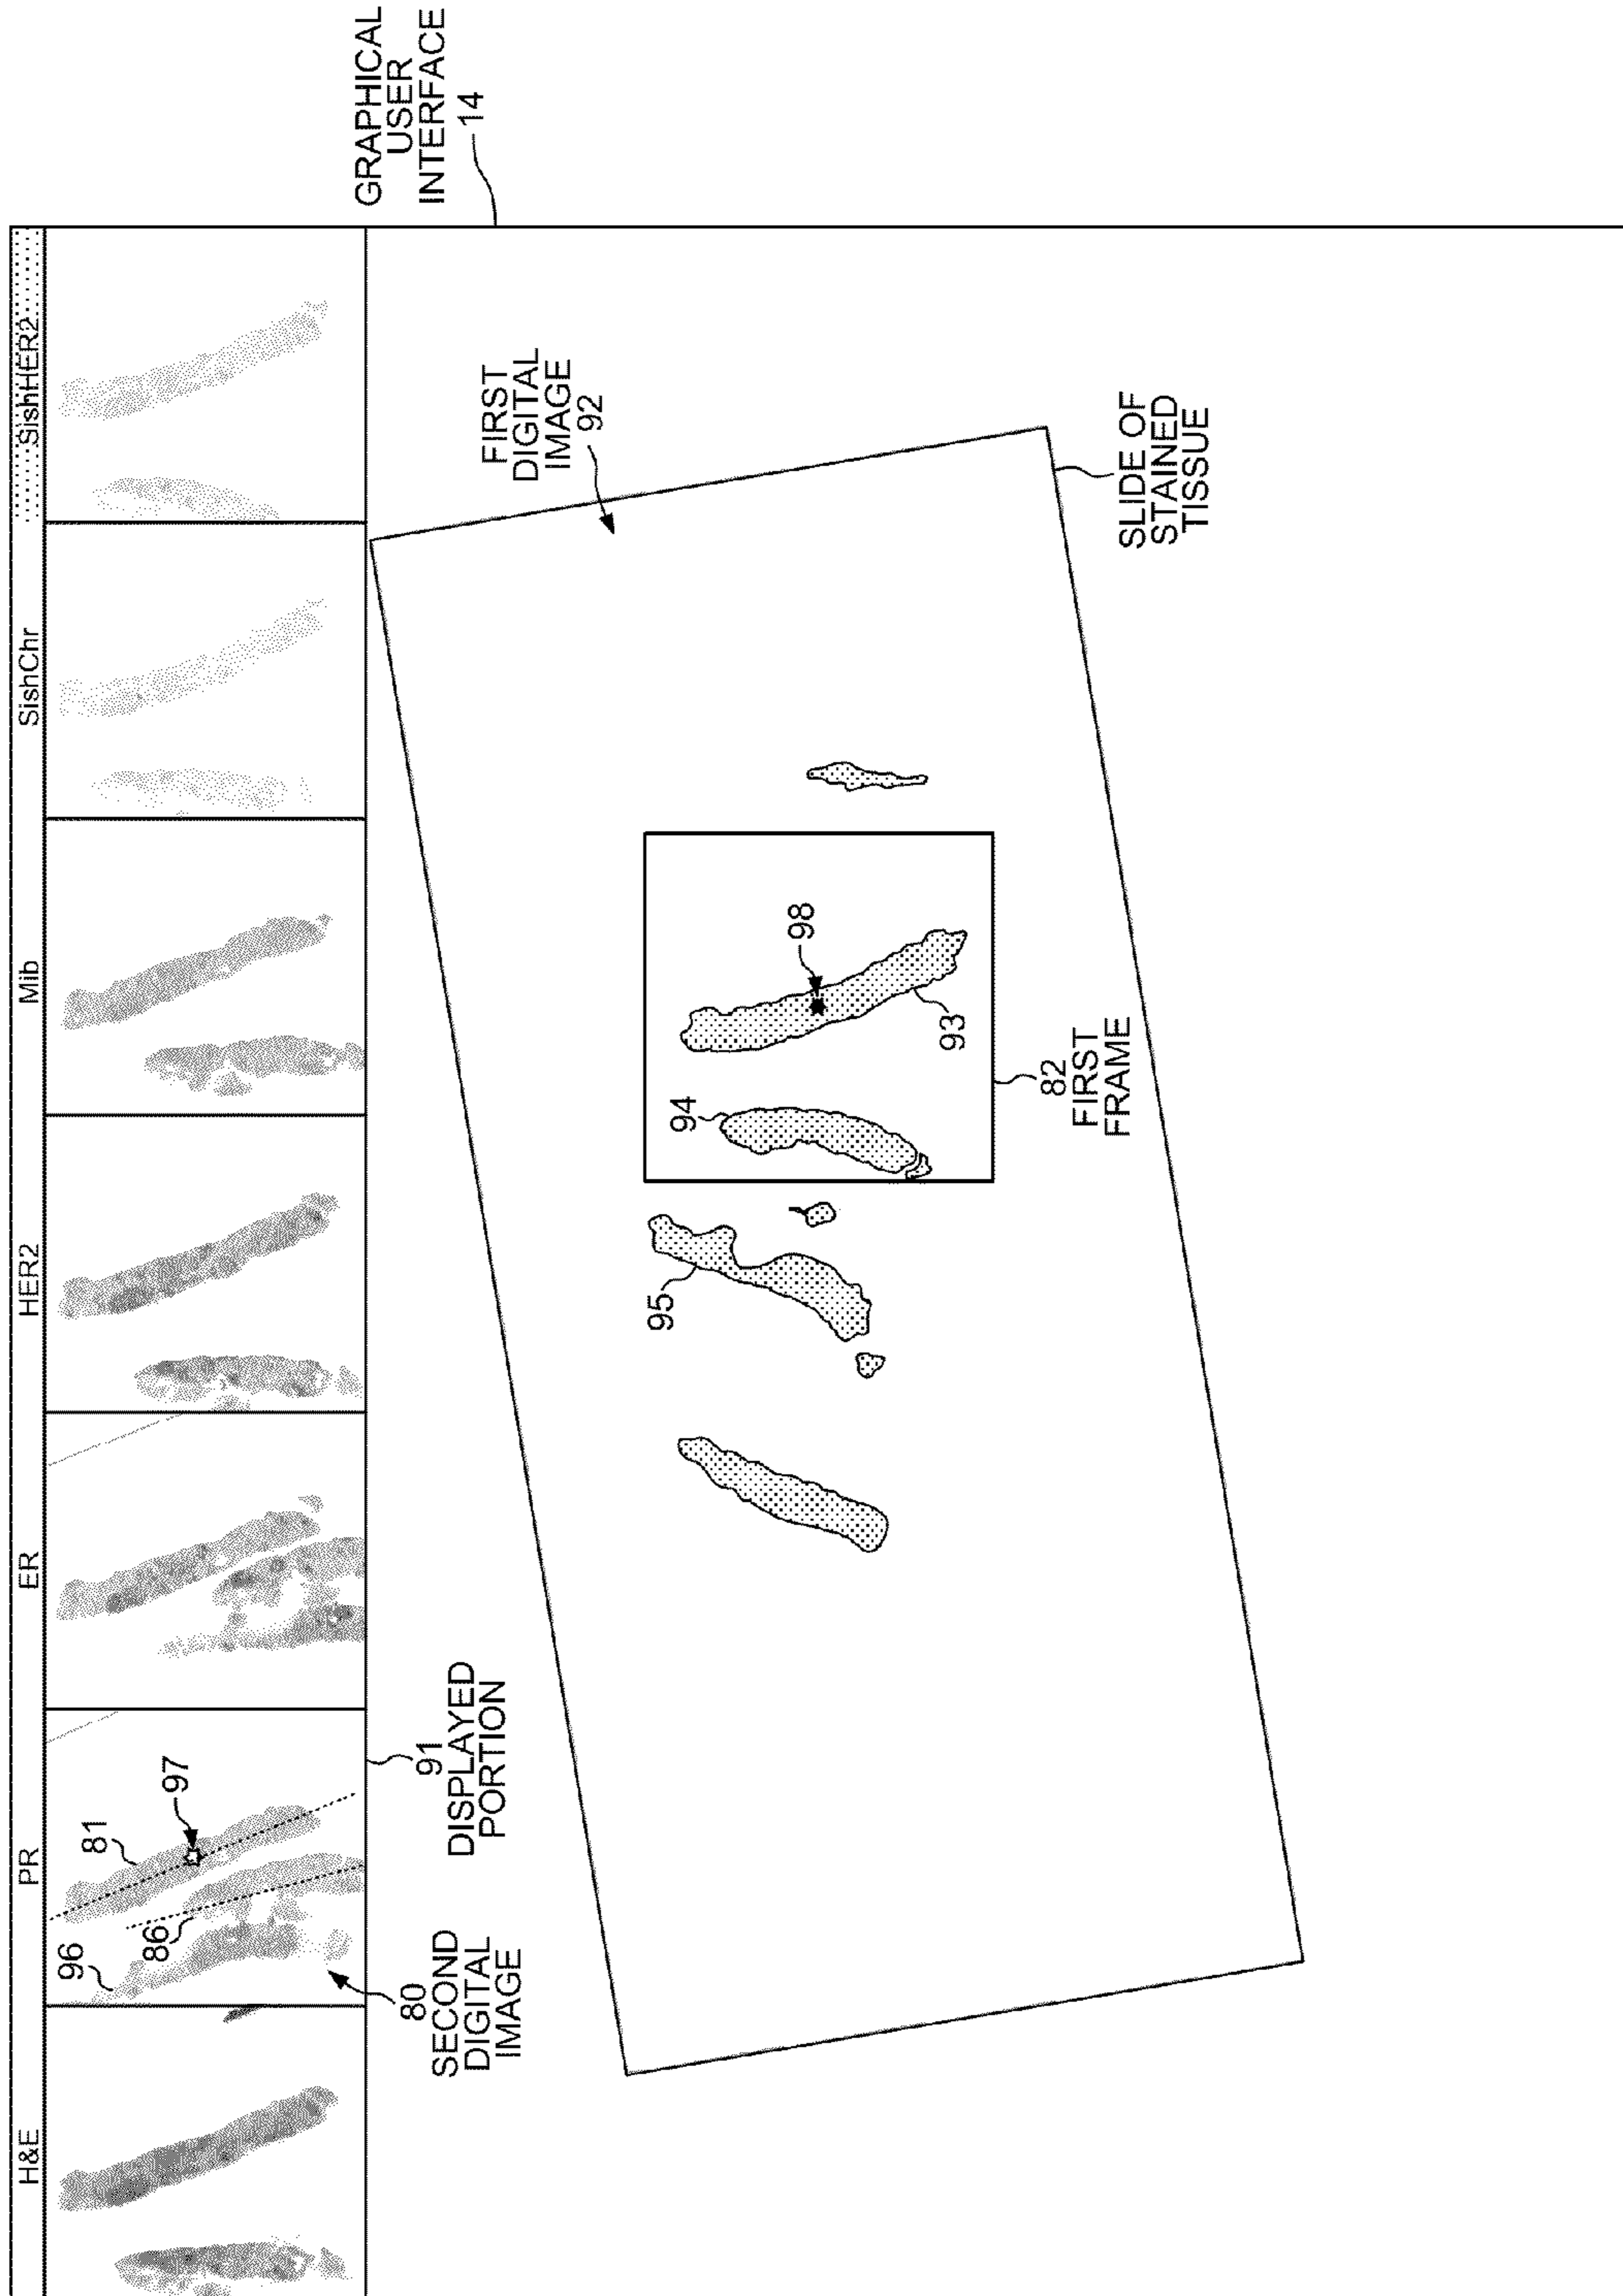 H&E
PR
ER
HER2
Mib
SishChr
SishHER2
96
86
81
97
80
SECOND
DIGITAL
IMAGE
91
DISPLAYED
PORTION
GRAPHICAL
USER
INTERFACE
14
FIRST
DIGITAL
IMAGE
92
95
94
98
93
82
FIRST
FRAME
SLIDE OF
STAINED
TISSUE